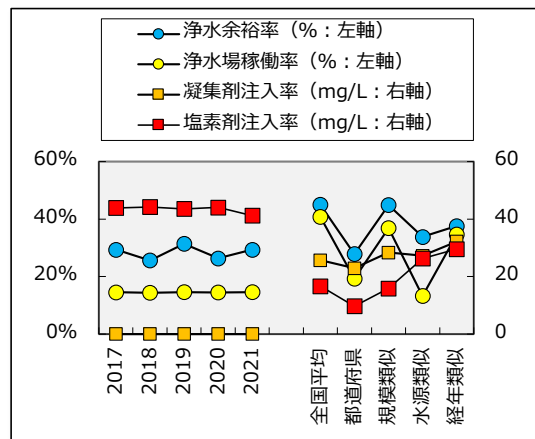 浄水余裕率（%：左軸）
浄水場稼働率（%：左軸）
凝集剤注入率（mg/L：右軸）
塩素剤注入率（mg/L：右軸）
60%
40%
20%
0%
60
40
20
0
2017
2018
2019
2020
2021
全国平均
都道府県
規模類似
水源類似
経年類似